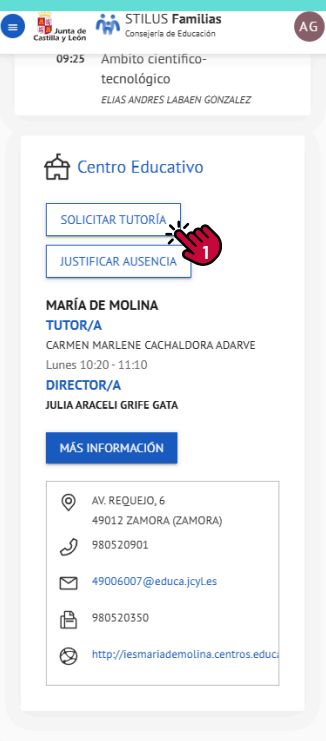 Junta de
Castilla y León
STILUS Familias
Consejería de Educación
AG
09:25 Ámbito científico-
tecnológico
ELIAS ANDRES LABAEN GONZALEZ
Centro Educativo
SOLICITAR TUTORÍA
1
JUSTIFICAR AUSENCIA
MARÍA DE MOLINA
TUTOR/A
CARMEN MARLENE CACHALDORA ADARVE
Lunes 10:20 - 11:10
DIRECTOR/A
JULIA ARACELI GRIFE GATA
MÁS INFORMACIÓN
AV. REQUEJO, 6
49012 ZAMORA (ZAMORA)
980520901
49006007@educa.jcyl.es
980520350
http://iesmariademolina.centros.educa